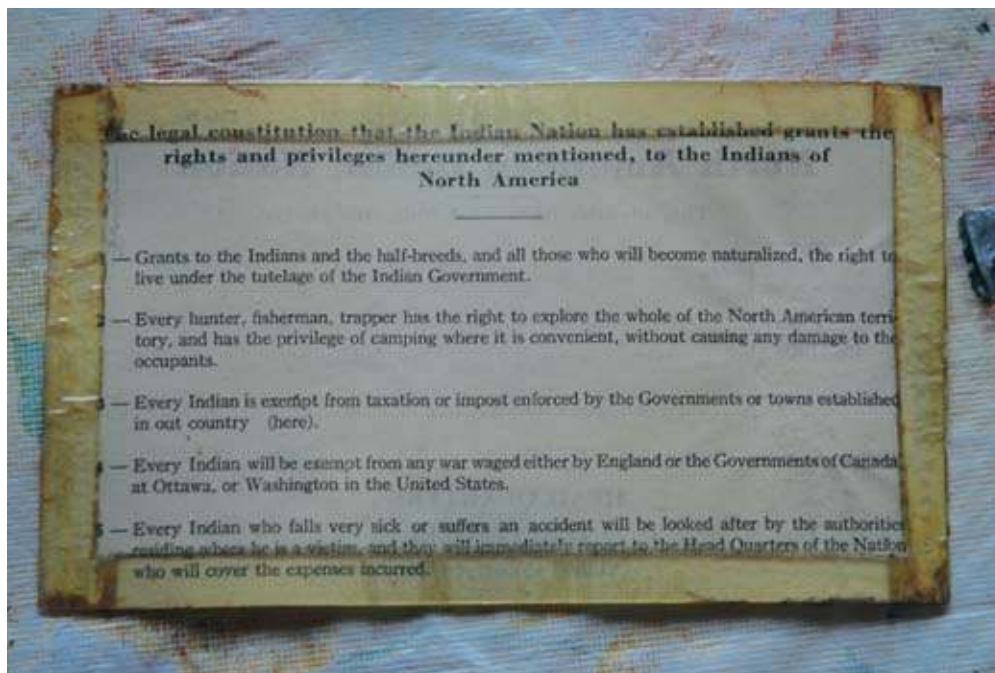 The legal constitution that the Indian Nation has established grants the
rights and privileges hereunder mentioned, to the Indians of
North America
1 — Grants to the Indians and the half-breeds, and all those who will become naturalized, the right to
live under the tutelage of the Indian Government.
2 — Every hunter, fisherman, trapper has the right to explore the whole of the North American terri-
tory, and has the privilege of camping where it is convenient, without causing any damage to the
occupants.
3 — Every Indian is exempt from taxation or impost enforced by the Governments or towns established
in out country (here).
4 — Every Indian will be exempt from any war waged either by England or the Governments of Canada
at Ottawa, or Washington in the United States.
5 — Every Indian who falls very sick or suffers an accident will be looked after by the authorities
residing where he is a victim, and they will immediately report to the Head Quarters of the Nation
who will cover the expenses incurred.